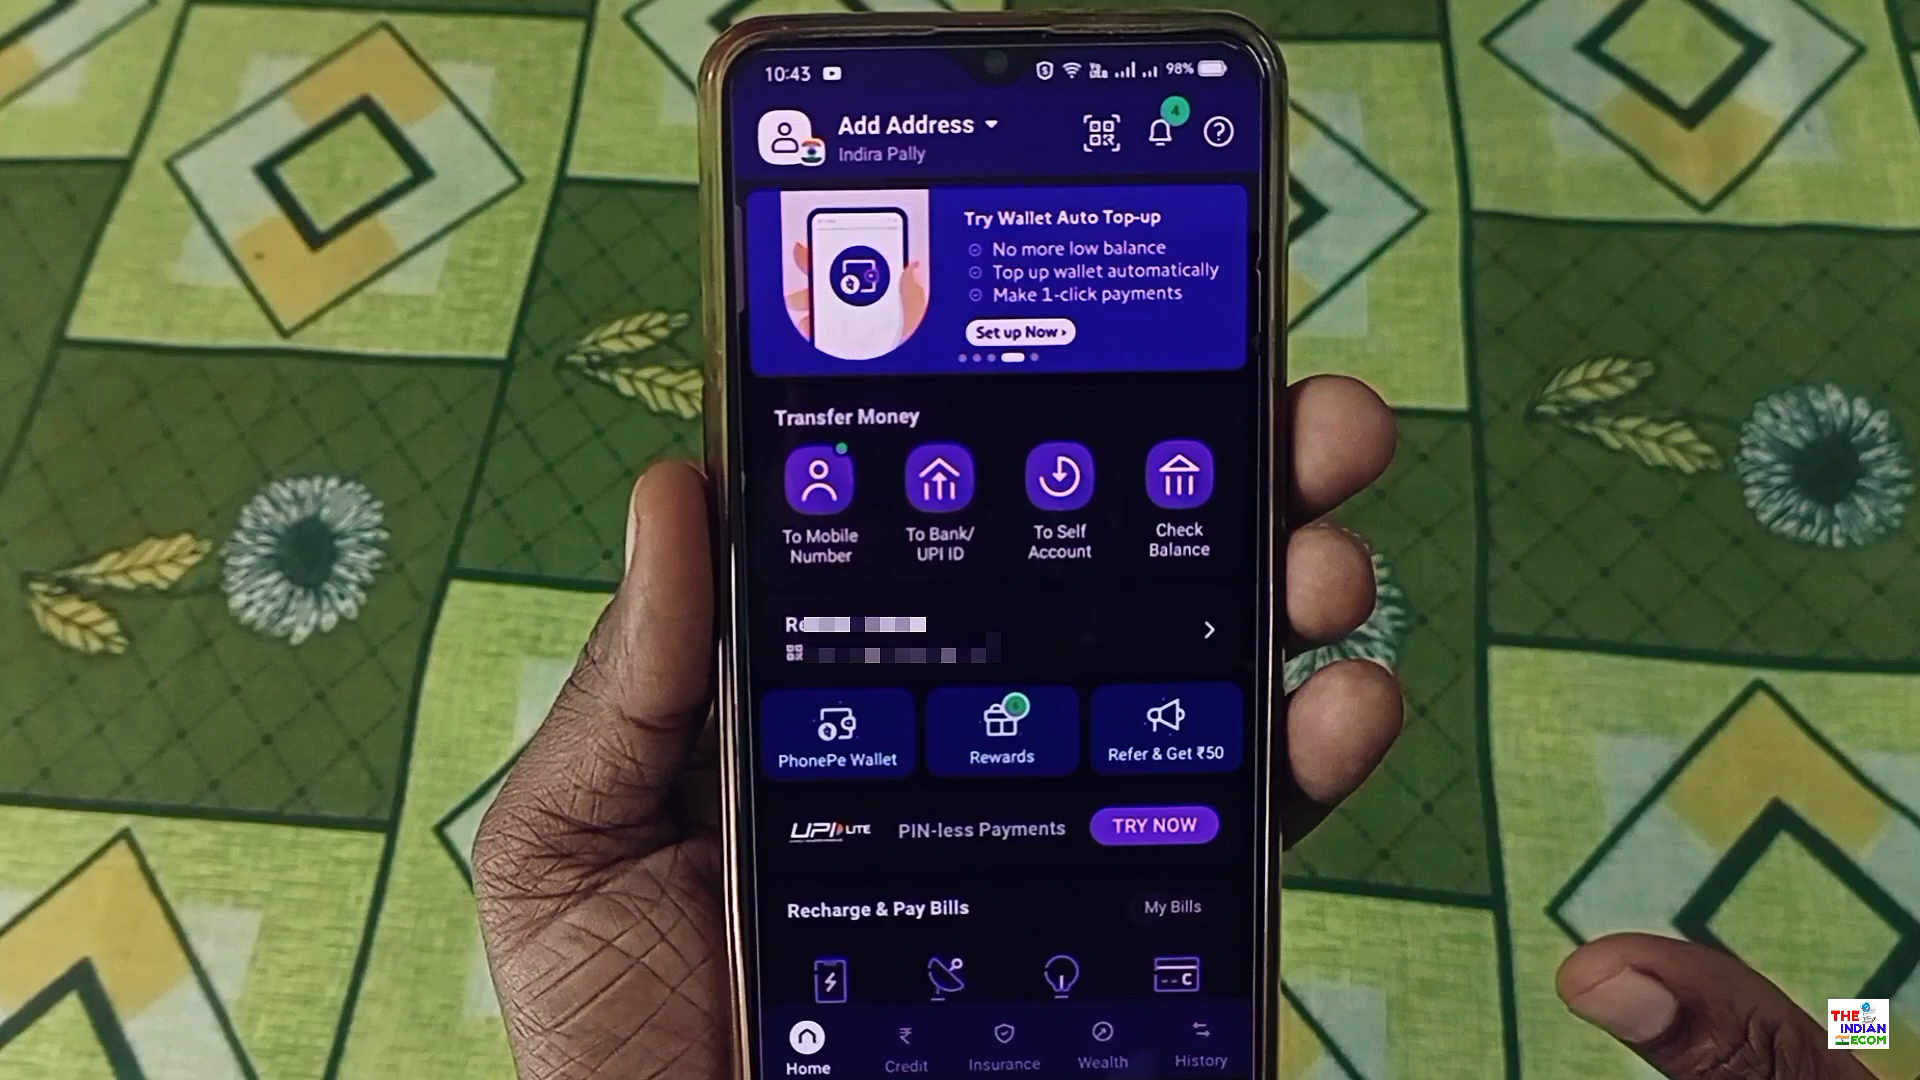 10:43
98%
Add Address
Indira Pally
4
Try Wallet Auto Top-up
No more low balance
Top up wallet automatically
Make 1-click payments
Set up Now ›
Transfer Money
To Mobile
Number
To Bank/
UPI ID
To Self
Account
Check
Balance
PhonePe Wallet
Rewards
Refer & Get ₹50
UPI LITE
PIN-less Payments
TRY NOW
Recharge & Pay Bills
My Bills
Home
Credit
Insurance
Wealth
History
THE
INDIAN
ECOM